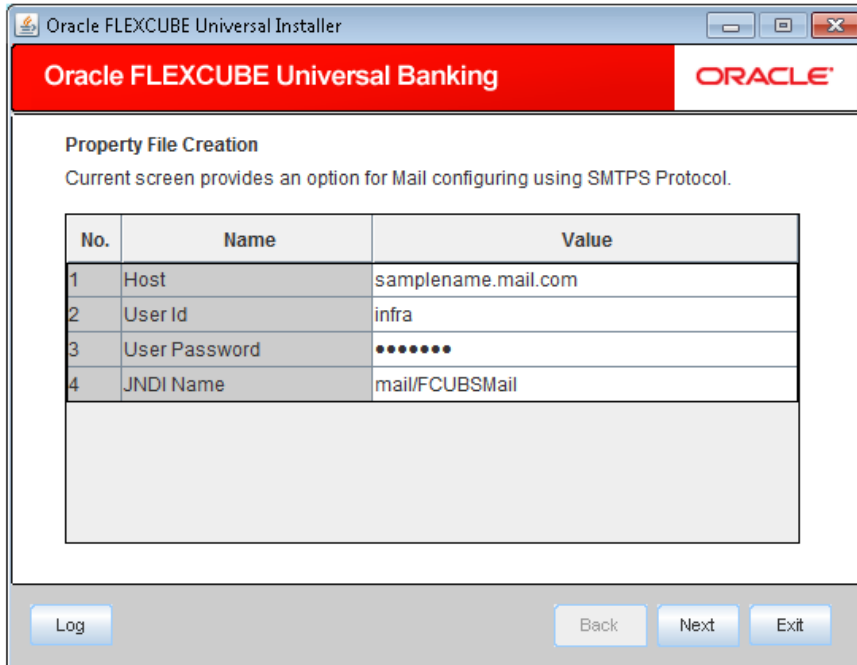 Oracle FLEXCUBE Universal Installer
Oracle FLEXCUBE Universal Banking
ORACLE
Property File Creation
Current screen provides an option for Mail configuring using SMTPS Protocol.
No. Name Value
1 Host samplename.mail.com
2 User Id infra
3 User Password •••••••
4 JNDI Name mail/FCUBSMail
Log Back Next Exit